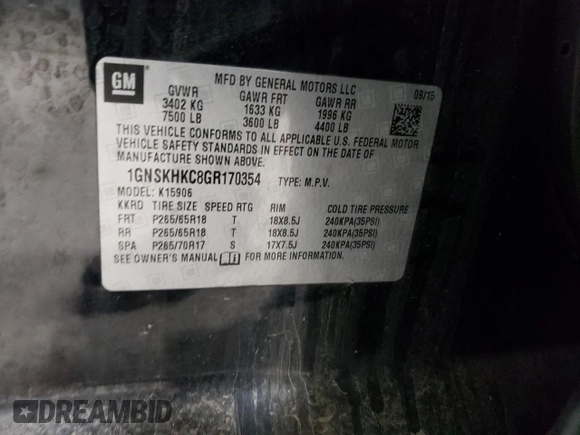 GM
MFD BY GENERAL MOTORS LLC
09/15
GVWR GAWR FRT GAWR RR
3402 KG 1633 KG 1996 KG
7500 LB 3600 LB 4400 LB
THIS VEHICLE CONFORMS TO ALL APPLICABLE U.S. FEDERAL MOTOR
VEHICLE SAFETY STANDARDS IN EFFECT ON THE DATE OF
MANUFACTURE SHOWN ABOVE.
1GNSKHKC8GR170354 TYPE: M.P.V.
MODEL: K15906
KKRD TIRE SIZE SPEED RTG RIM COLD TIRE PRESSURE
FRT P265/65R18 T 18X8.5J 240KPA(35PSI)
RR P265/65R18 T 18X8.5J 240KPA(35PSI)
SPA P265/70R17 S 17X7.5J 240KPA(35PSI)
SEE OWNER'S MANUAL i FOR MORE INFORMATION.
DREAMBID